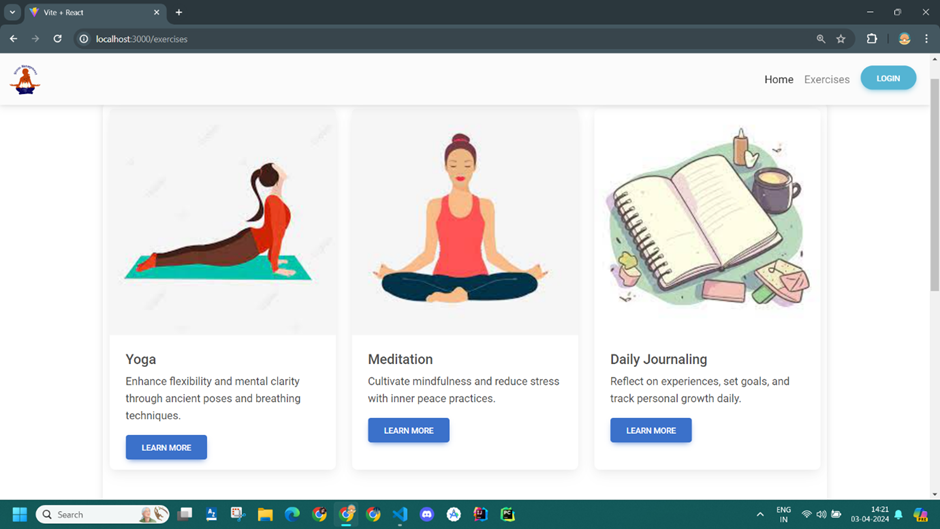 Vite + React
localhost:3000/exercises
Home
Exercises
LOGIN
Yoga
Enhance flexibility and mental clarity
through ancient poses and breathing
techniques.
LEARN MORE
Meditation
Cultivate mindfulness and reduce stress
with inner peace practices.
LEARN MORE
Daily Journaling
Reflect on experiences, set goals, and
track personal growth daily.
LEARN MORE
Search
ENG
IN
14:21
03-04-2024